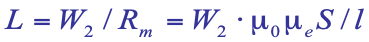 L = W₂ / Rₘ = W₂ · μ₀μₑS / l